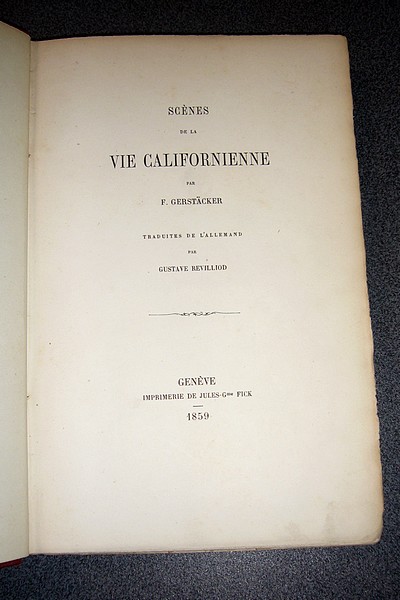 SCÈNES
DE LA
VIE CALIFORNIENNE
PAR
F. GERSTÄCKER
TRADUITES DE L'ALLEMAND
PAR
GUSTAVE REVILLIOD
GENÈVE
IMPRIMERIE DE JULES-Gme FICK
1859